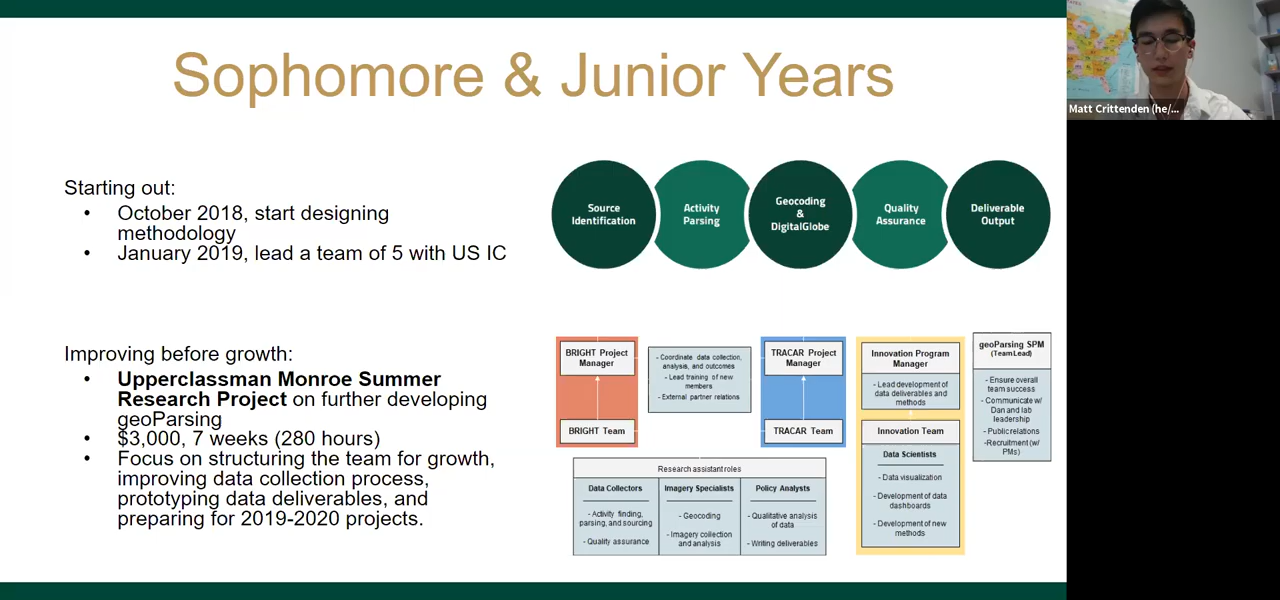 Sophomore & Junior Years
Matt Crittenden (he/...
Starting out:
• October 2018, start designing
methodology
• January 2019, lead a team of 5 with US IC
Source
Identification
Activity
Parsing
Geocoding
&
DigitalGlobe
Quality
Assurance
Deliverable
Output
Improving before growth:
• Upperclassman Monroe Summer
Research Project on further developing
geoParsing
• $3,000, 7 weeks (280 hours)
• Focus on structuring the team for growth,
improving data collection process,
prototyping data deliverables, and
preparing for 2019-2020 projects.
BRIGHT Project
Manager
BRIGHT Team
- Coordinate data collection,
analysis, and outcomes
- Lead training of new
members
- External partner relations
TRACAR Project
Manager
TRACAR Team
Innovation Program
Manager
- Lead development of
data deliverables and
methods
Innovation Team
Data Scientists
- Data visualization
- Development of data
dashboards
- Development of new
methods
geoParsing SPM
(Team Lead)
- Ensure overall
team success
- Communicate w/
Dan and lab
leadership
- Public relations
- Recruitment (w/
PMs)
Research assistant roles
Data Collectors
- Activity finding,
parsing, and sourcing
- Quality assurance
Imagery Specialists
- Geocoding
- Imagery collection
and analysis
Policy Analysts
- Qualitative analysis
of data
- Writing deliverables